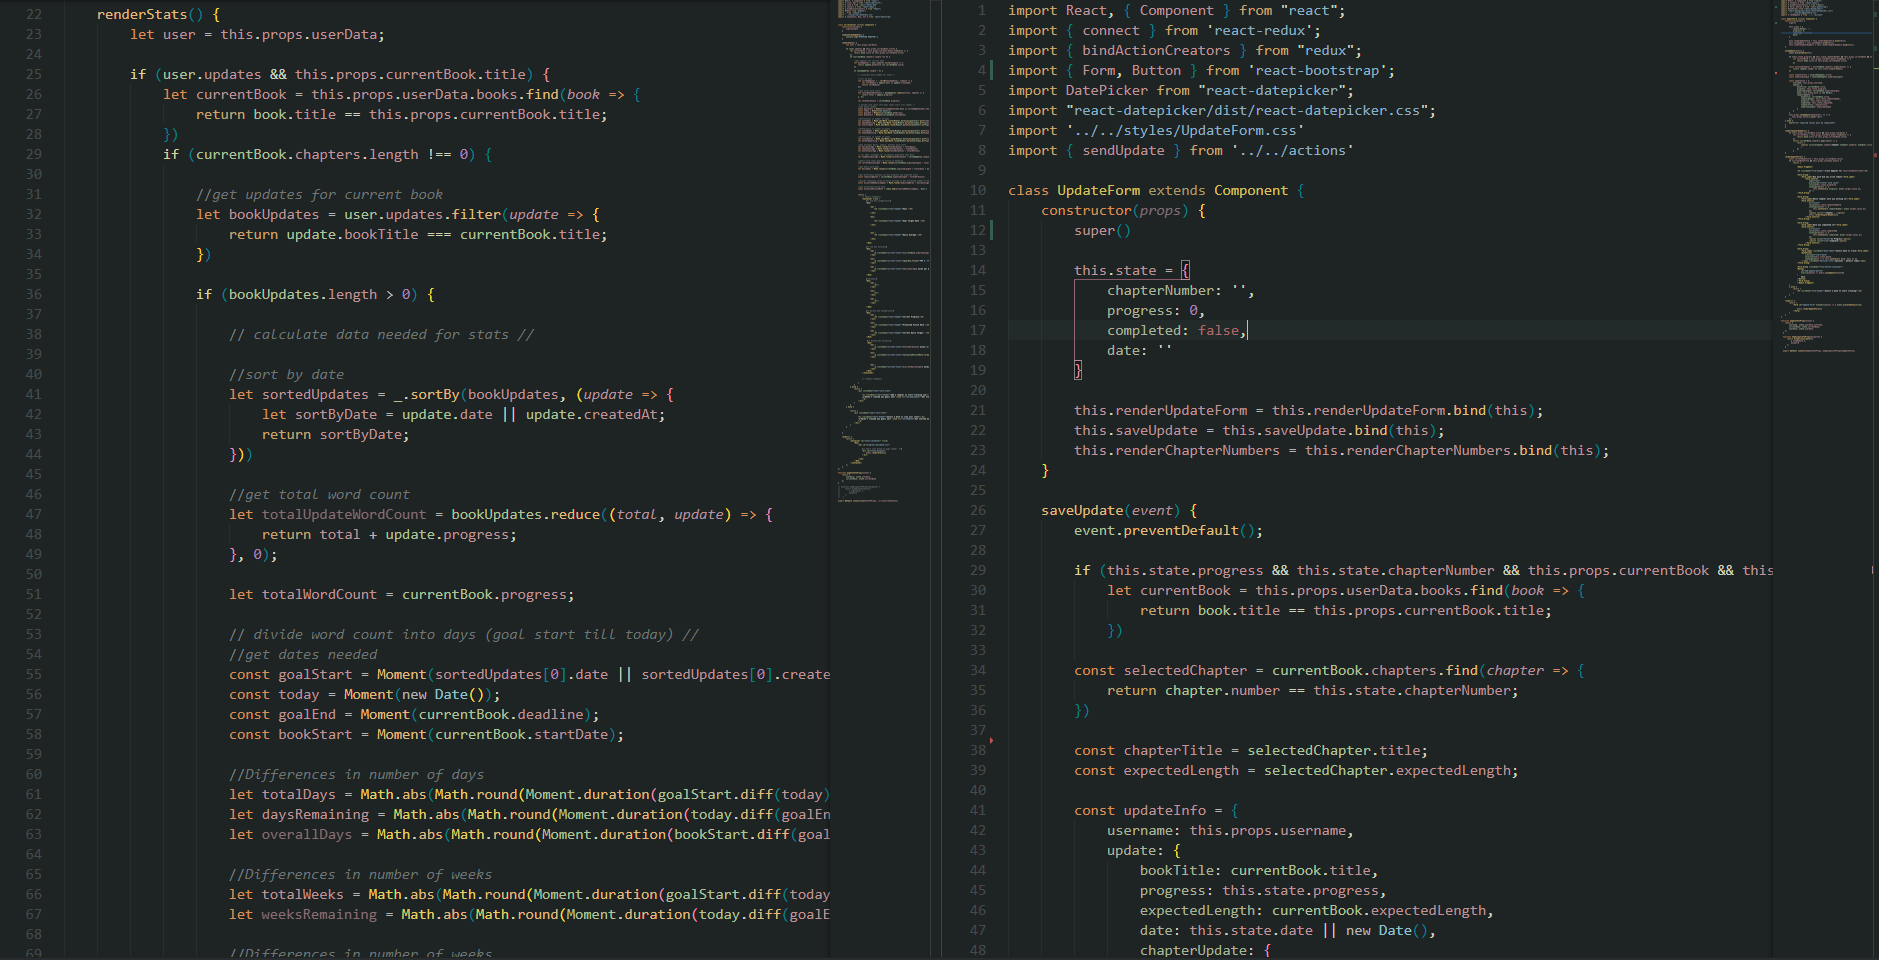 22 renderStats() {
23 let user = this.props.userData;
24
25 if (user.updates && this.props.currentBook.title) {
26 let currentBook = this.props.userData.books.find(book => {
27 return book.title == this.props.currentBook.title;
28 })
29 if (currentBook.chapters.length !== 0) {
30
31 //get updates for current book
32 let bookUpdates = user.updates.filter(update => {
33 return update.bookTitle === currentBook.title;
34 })
35
36 if (bookUpdates.length > 0) {
37
38 // calculate data needed for stats //
39
40 //sort by date
41 let sortedUpdates = _.sortBy(bookUpdates, (update => {
42 let sortByDate = update.date || update.createdAt;
43 return sortByDate;
44 }))
45
46 //get total word count
47 let totalUpdateWordCount = bookUpdates.reduce((total, update) => {
48 return total + update.progress;
49 }, 0);
50
51 let totalWordCount = currentBook.progress;
52
53 // divide word count into days (goal start till today) //
54 //get dates needed
55 const goalStart = Moment(sortedUpdates[0].date || sortedUpdates[0].create
56 const today = Moment(new Date());
57 const goalEnd = Moment(currentBook.deadline);
58 const bookStart = Moment(currentBook.startDate);
59
60 //Differences in number of days
61 let totalDays = Math.abs(Math.round(Moment.duration(goalStart.diff(today)
62 let daysRemaining = Math.abs(Math.round(Moment.duration(today.diff(goalEn
63 let overallDays = Math.abs(Math.round(Moment.duration(bookStart.diff(goal
64
65 //Differences in number of weeks
66 let totalWeeks = Math.abs(Math.round(Moment.duration(goalStart.diff(today
67 let weeksRemaining = Math.abs(Math.round(Moment.duration(today.diff(goalE
68
69 //Differences in number of weeks
1 import React, { Component } from "react";
2 import { connect } from 'react-redux';
3 import { bindActionCreators } from "redux";
4 import { Form, Button } from 'react-bootstrap';
5 import DatePicker from "react-datepicker";
6 import "react-datepicker/dist/react-datepicker.css";
7 import '../../styles/UpdateForm.css'
8 import { sendUpdate } from '../../actions'
9
10 class UpdateForm extends Component {
11 constructor(props) {
12 super()
13
14 this.state = {
15 chapterNumber: '',
16 progress: 0,
17 completed: false,
18 date: ''
19 }
20
21 this.renderUpdateForm = this.renderUpdateForm.bind(this);
22 this.saveUpdate = this.saveUpdate.bind(this);
23 this.renderChapterNumbers = this.renderChapterNumbers.bind(this);
24 }
25
26 saveUpdate(event) {
27 event.preventDefault();
28
29 if (this.state.progress && this.state.chapterNumber && this.props.currentBook && this
30 let currentBook = this.props.userData.books.find(book => {
31 return book.title == this.props.currentBook.title;
32 })
33
34 const selectedChapter = currentBook.chapters.find(chapter => {
35 return chapter.number == this.state.chapterNumber;
36 })
37
38 const chapterTitle = selectedChapter.title;
39 const expectedLength = selectedChapter.expectedLength;
40
41 const updateInfo = {
42 username: this.props.username,
43 update: {
44 bookTitle: currentBook.title,
45 progress: this.state.progress,
46 expectedLength: currentBook.expectedLength,
47 date: this.state.date || new Date(),
48 chapterUpdate: {